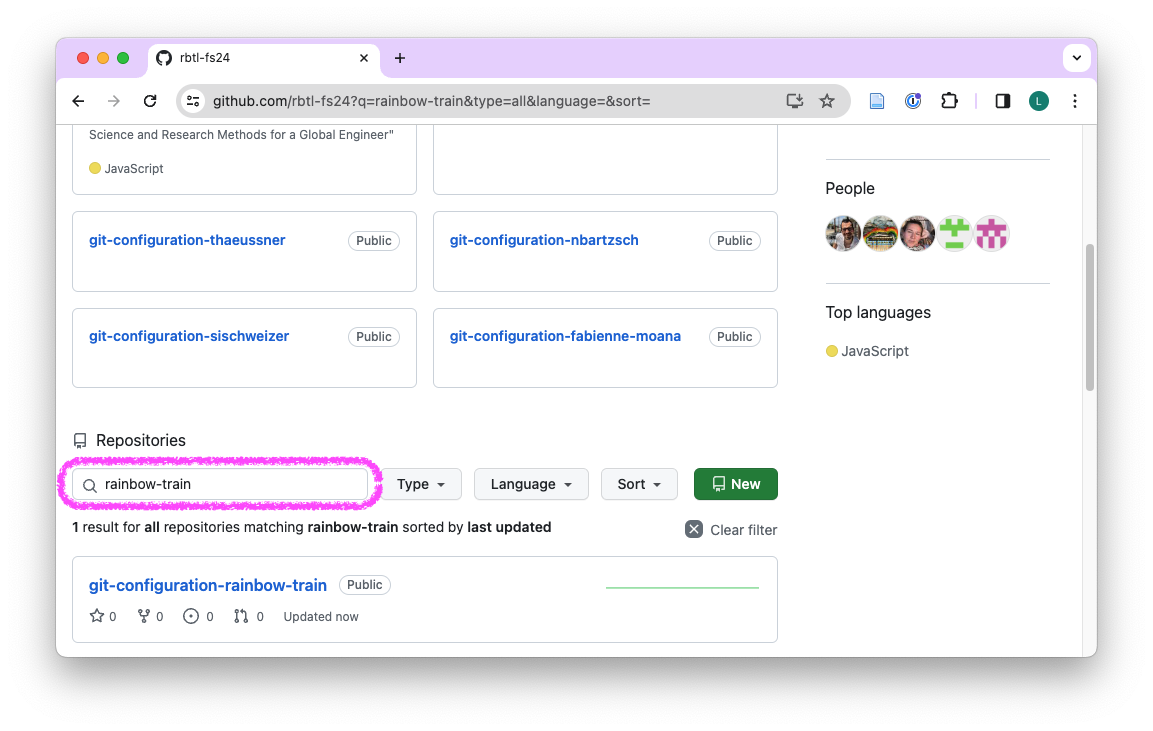 rbtl-fs24
github.com/rbtl-fs24?q=rainbow-train&type=all&language=&sort=
L
Science and Research Methods for a Global Engineer"
JavaScript
git-configuration-thaeussner Public
git-configuration-nbartzsch Public
git-configuration-sischweizer Public
git-configuration-fabienne-moana Public
Repositories
rainbow-train Type Language Sort New
1 result for all repositories matching rainbow-train sorted by last updated Clear filter
git-configuration-rainbow-train Public
0 0 0 0 Updated now
People
Top languages
JavaScript